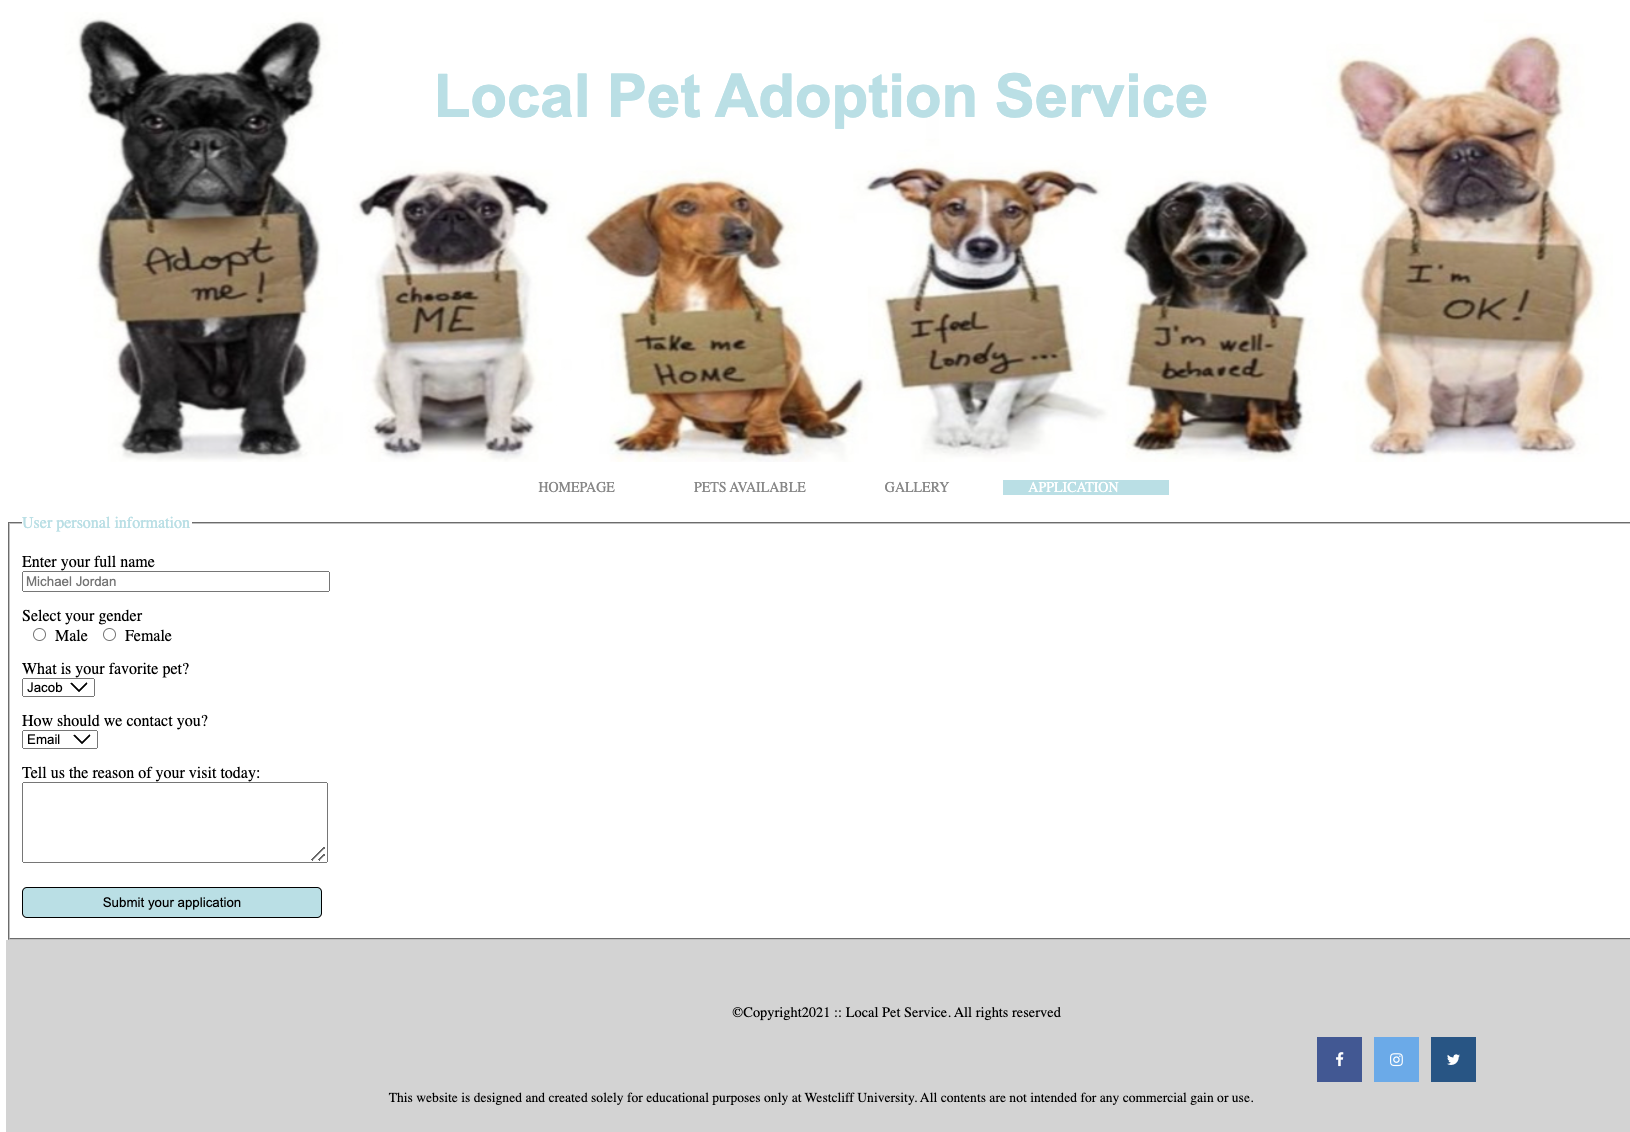 Local Pet Adoption Service
Adopt
me!
choose
ME
Take me
HOME
I feel
Lonely...
I'm well-
behaved
I'm
OK!
HOMEPAGE PETS AVAILABLE GALLERY APPLICATION
User personal information
Enter your full name
Michael Jordan
Select your gender
Male Female
What is your favorite pet?
Jacob
How should we contact you?
Email
Tell us the reason of your visit today:
Submit your application
©Copyright2021 :: Local Pet Service. All rights reserved
This website is designed and created solely for educational purposes only at Westcliff University. All contents are not intended for any commercial gain or use.